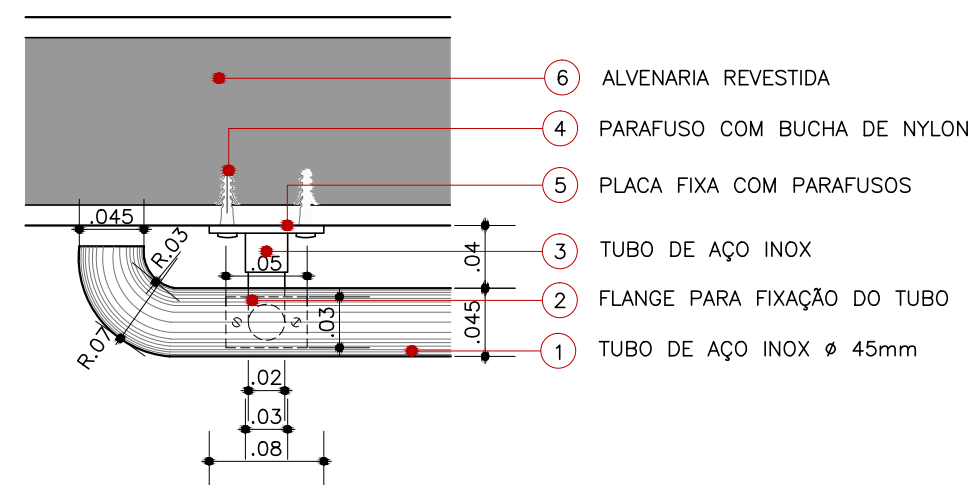 6 ALVENARIA REVESTIDA
4 PARAFUSO COM BUCHA DE NYLON
5 PLACA FIXA COM PARAFUSOS
.045
R.03
.05
.04
3 TUBO DE AÇO INOX
2 FLANGE PARA FIXAÇÃO DO TUBO
.03
.045
R.07
1 TUBO DE AÇO INOX ø 45mm
.02
.03
.08